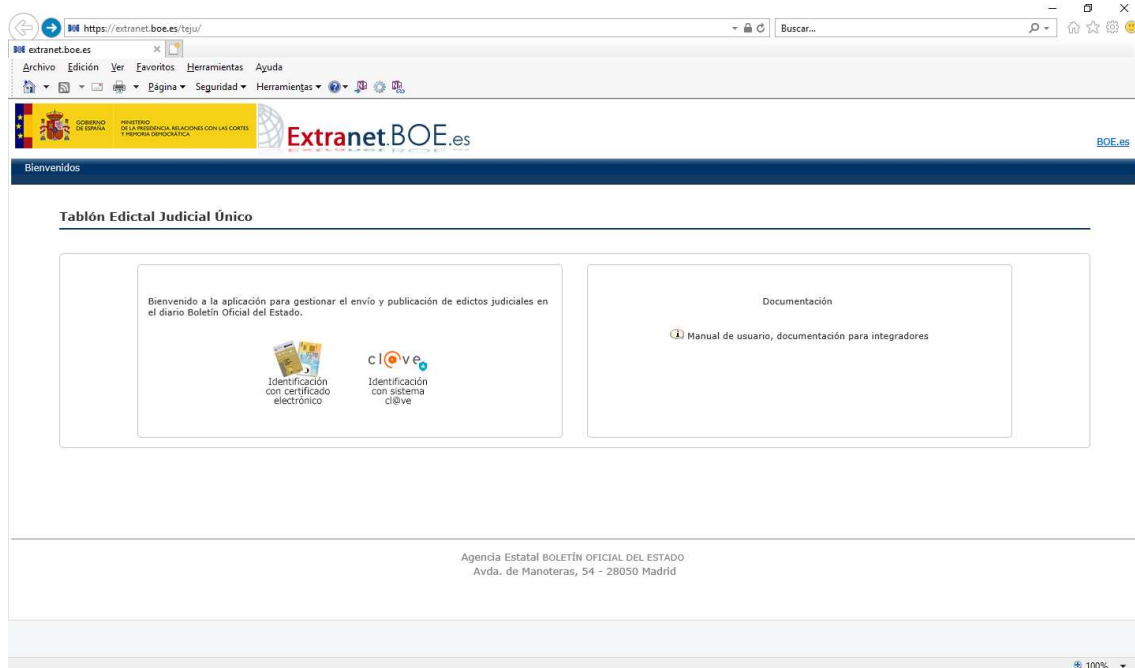 https://extranet.boe.es/teju/
Buscar...
extranet.boe.es
Archivo Edición Ver Favoritos Herramientas Ayuda
Página Seguridad Herramientas
GOBIERNO DE ESPAÑA
MINISTERIO
DE LA PRESIDENCIA, RELACIONES CON LAS CORTES
Y MEMORIA DEMOCRÁTICA
Extranet.BOE.es
BOE.es
Bienvenidos
Tablón Edictal Judicial Único
Bienvenido a la aplicación para gestionar el envío y publicación de edictos judiciales en
el diario Boletín Oficial del Estado.
cl@ve
Identificación
con certificado
electrónico
Identificación
con sistema
cl@ve
Documentación
Manual de usuario, documentación para integradores
Agencia Estatal BOLETÍN OFICIAL DEL ESTADO
Avda. de Manoteras, 54 - 28050 Madrid
100%